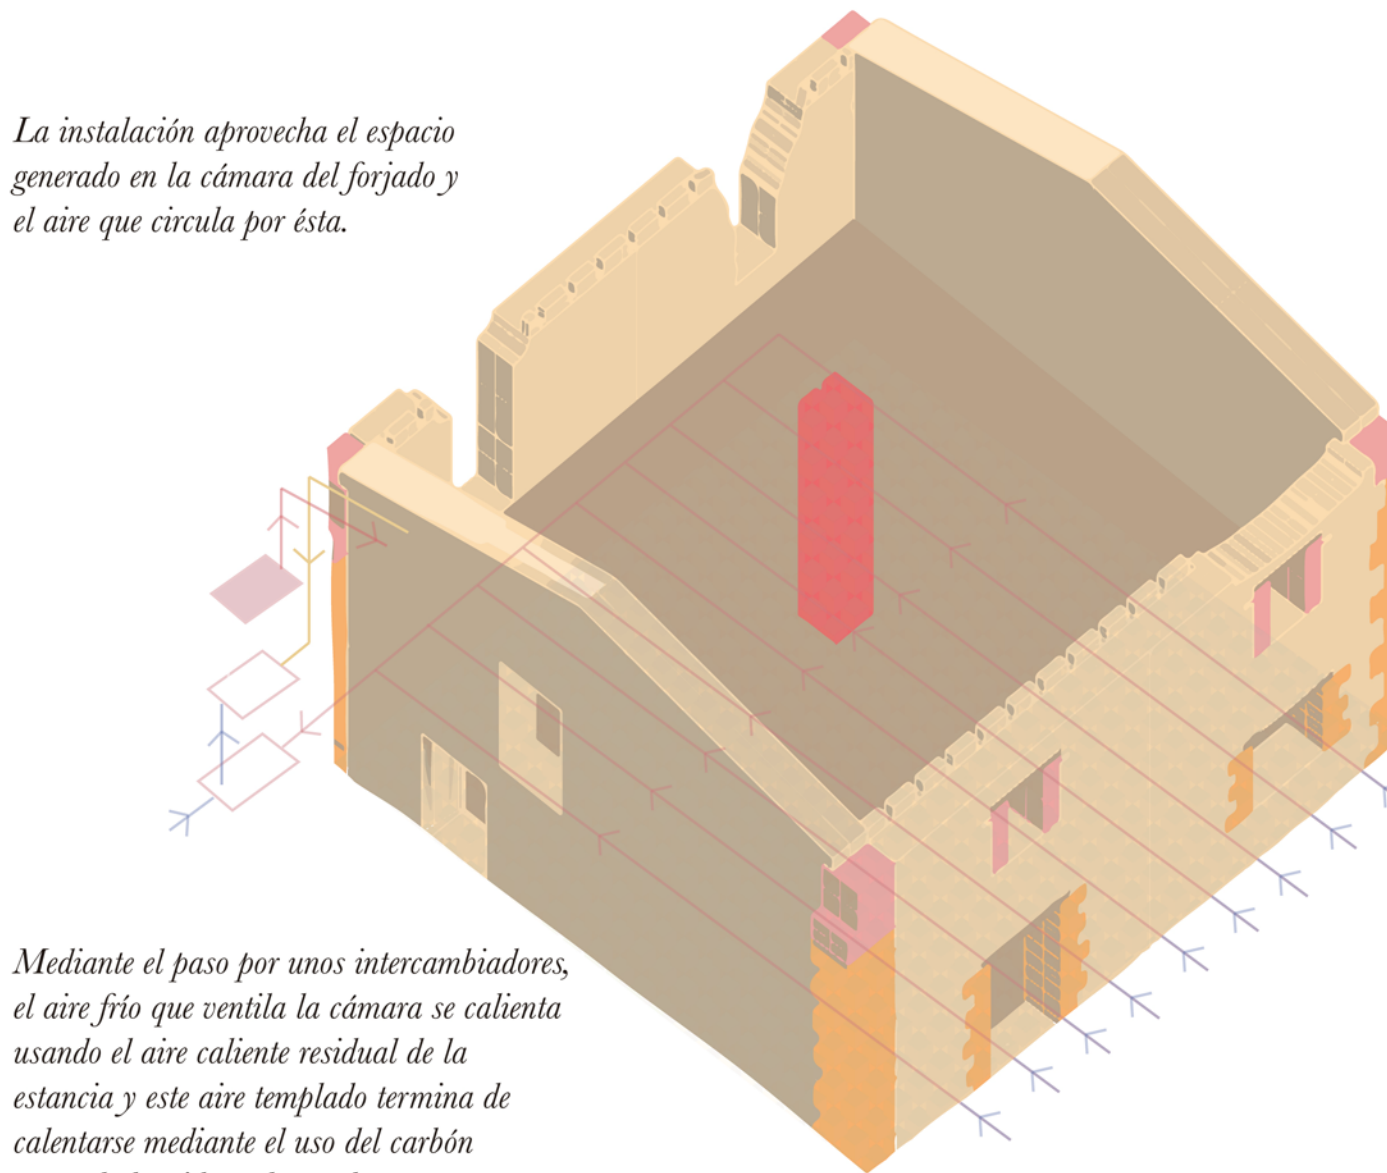 La instalación aprovecha el espacio
generado en la cámara del forjado y
el aire que circula por ésta.
Mediante el paso por unos intercambiadores,
el aire frío que ventila la cámara se calienta
usando el aire caliente residual de la
estancia y este aire templado termina de
calentarse mediante el uso del carbón